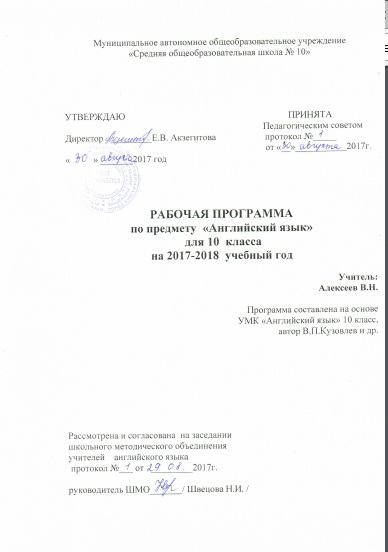 Муниципальное автономное общеобразовательное учреждение
«Средняя общеобразовательная школа № 10»
УТВЕРЖДАЮ
Директор Е.В. Акзегитова
« 30 » августа 2017 год
ПРИНЯТА
Педагогическим советом
протокол № 1
от «30» августа 2017г.
РАБОЧАЯ ПРОГРАММА
по предмету «Английский язык»
для 10 класса
на 2017-2018 учебный год
Учитель:
Алексеев В.Н.
Программа составлена на основе
УМК «Английский язык» 10 класс,
автор В.П.Кузовлев и др.
Рассмотрена и согласована на заседании
школьного методического объединения
учителей английского языка
протокол № 1 от 29.08. 2017г.
руководитель ШМО / Швецова Н.И. /